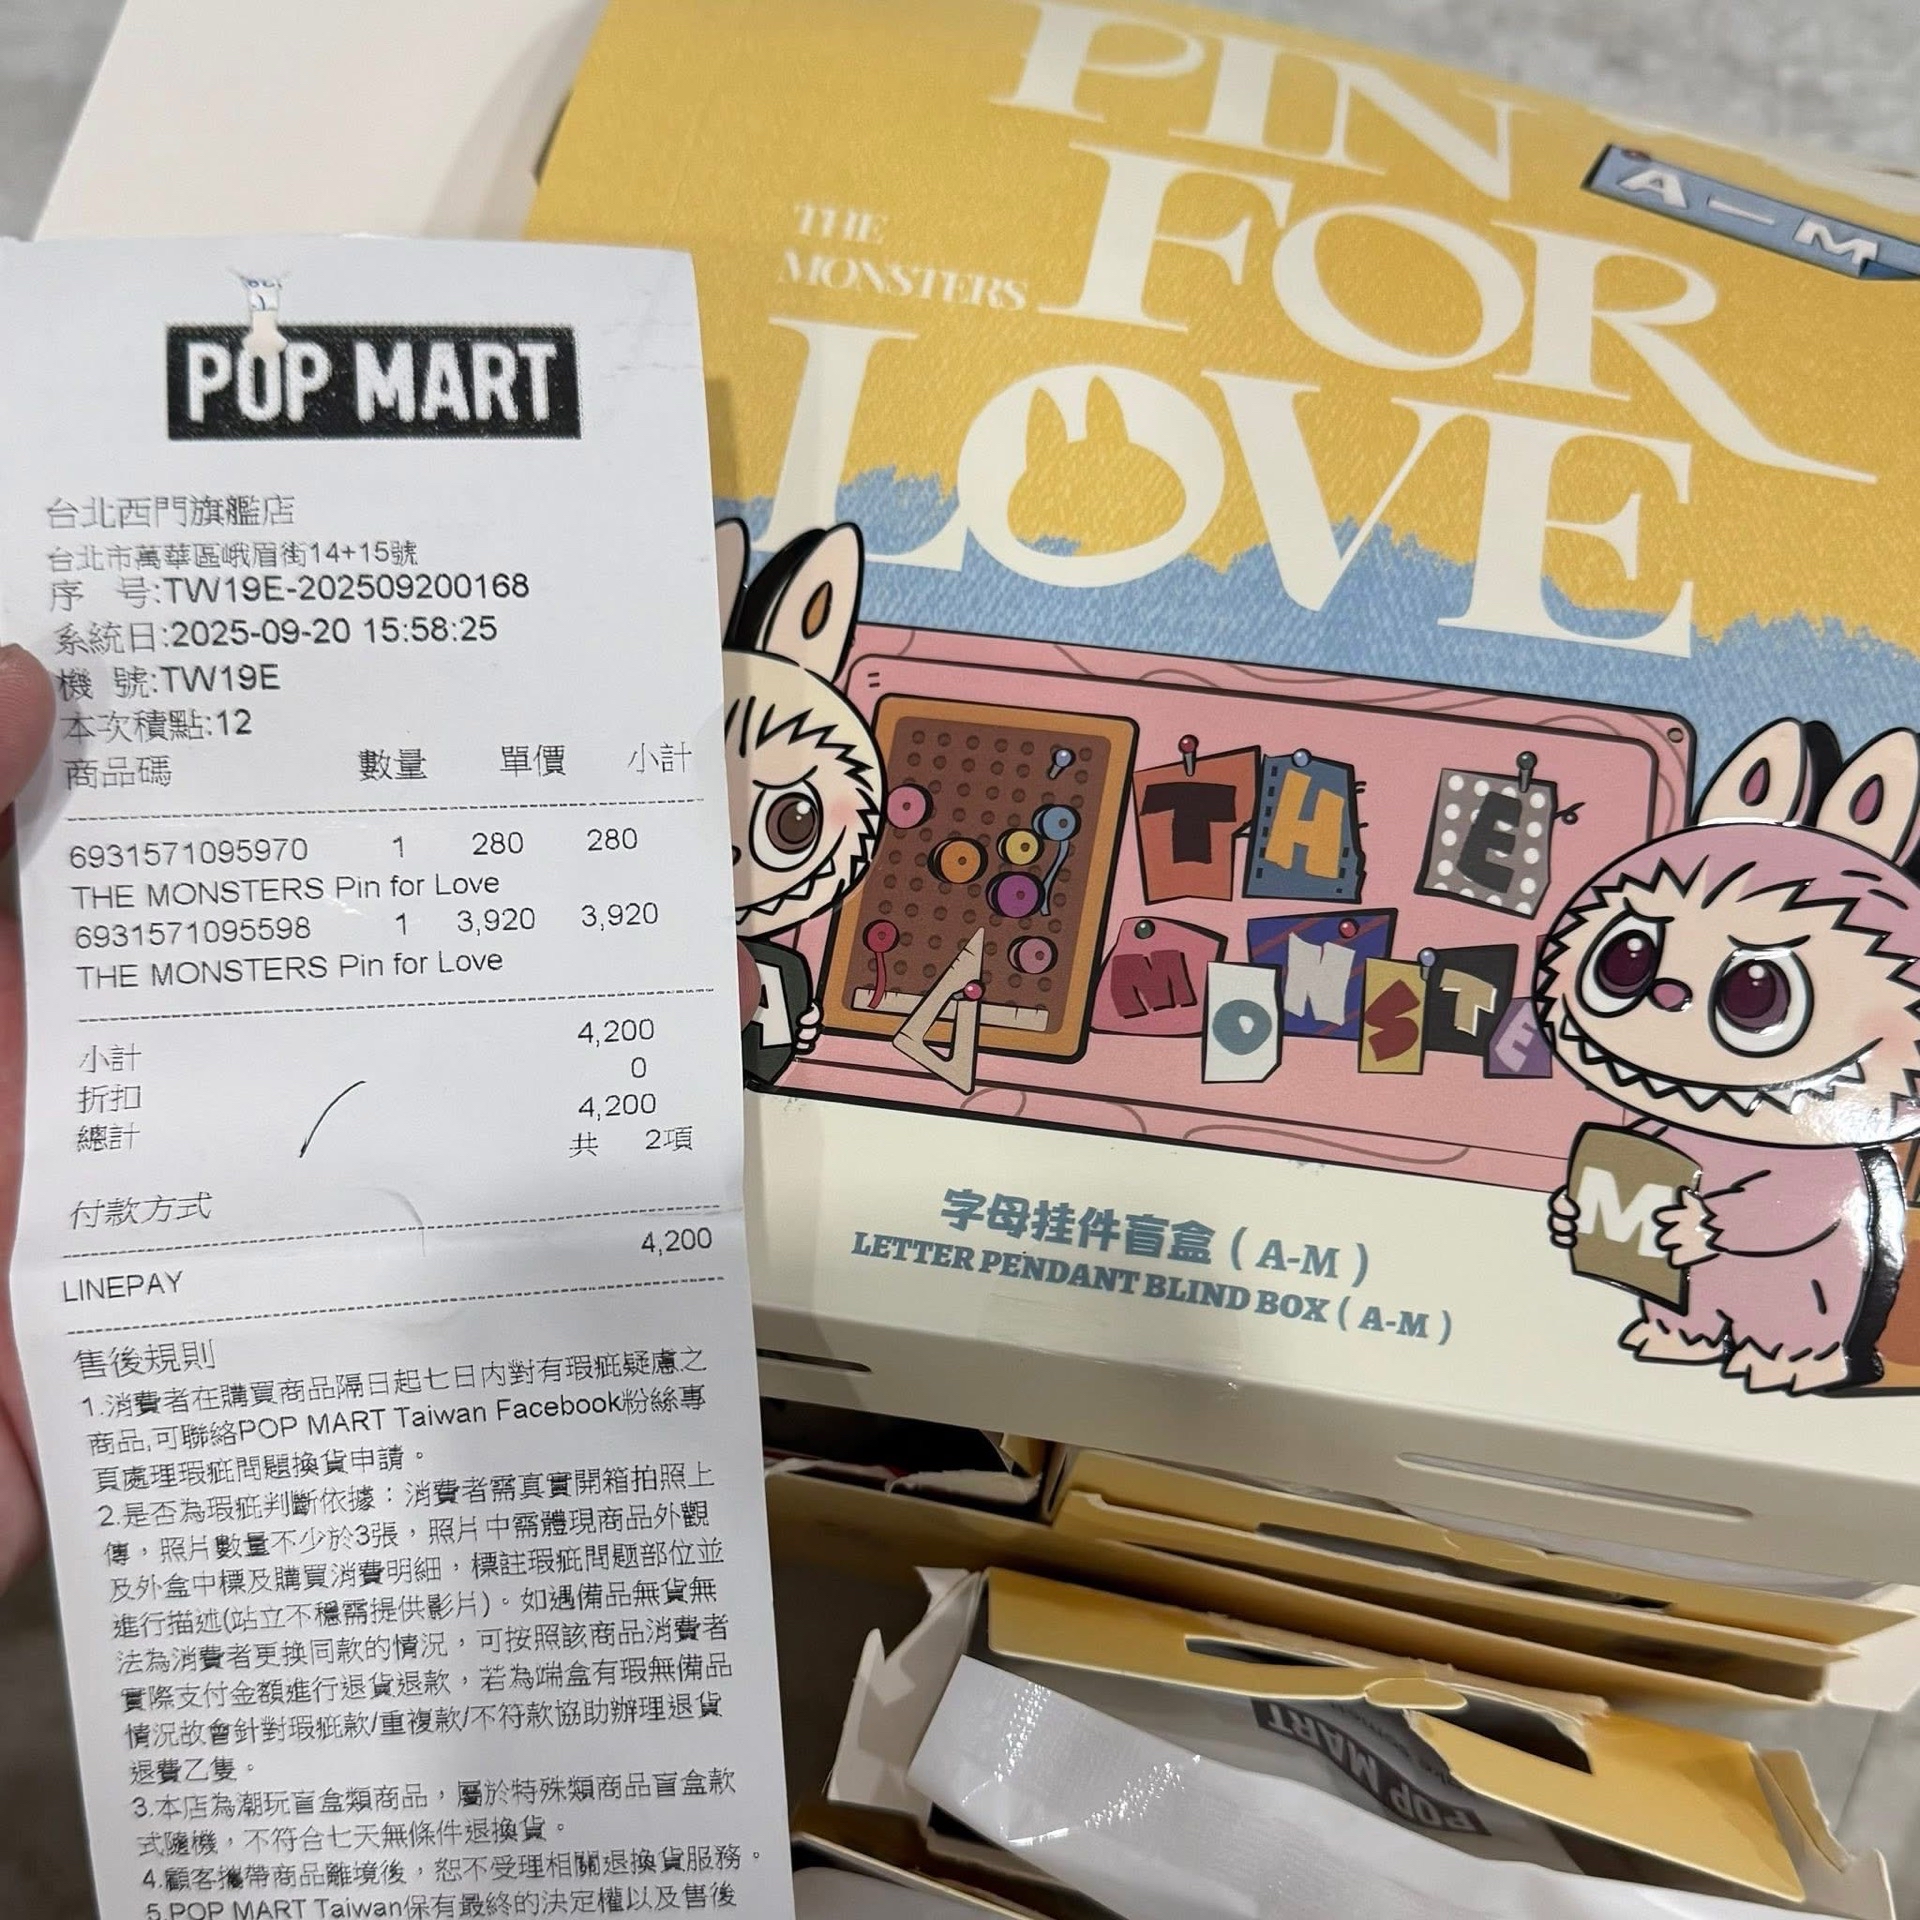 POP MART
台北西門旗艦店
台北市萬華區峨眉街14+15號
序 号:TW19E-202509200168
系統日:2025-09-20 15:58:25
機 號:TW19E
本次積點:12
商品碼 數量 單價 小計
6931571095970 1 280 280
THE MONSTERS Pin for Love
6931571095598 1 3,920 3,920
THE MONSTERS Pin for Love
小計 4,200
折扣 0
總計 4,200
共 2項
付款方式
4,200
LINEPAY
售後規則
1.消費者在購買商品隔日起七日內對有瑕疵疑慮之
商品,可聯絡POP MART Taiwan Facebook粉絲專
頁處理瑕疵問題換貨申請。
2.是否為瑕疵判斷依據：消費者需真實開箱拍照上
傳，照片數量不少於3張，照片中需體現商品外觀
及外盒中標及購買消費明細，標註瑕疵問題部位並
進行描述(站立不穩需提供影片)。如遇備品無貨無
法為消費者更換同款的情況，可按照該商品消費者
實際支付金額進行退貨退款，若為端盒有瑕無備品
情況故會針對瑕疵款/重複款/不符款協助辦理退貨
退費乙隻。
3.本店為潮玩盲盒類商品，屬於特殊類商品盲盒款
式隨機，不符合七天無條件退換貨。
4.顧客攜帶商品離境後，恕不受理相關退換貨服務。
5.POP MART Taiwan保有最終的決定權以及售後
PIN
FOR
LOVE
THE
MONSTERS
A—M
THE
MONSTE
A
M
字母挂件盲盒（A-M）
LETTER PENDANT BLIND BOX（A-M）
POP MART
POP MART